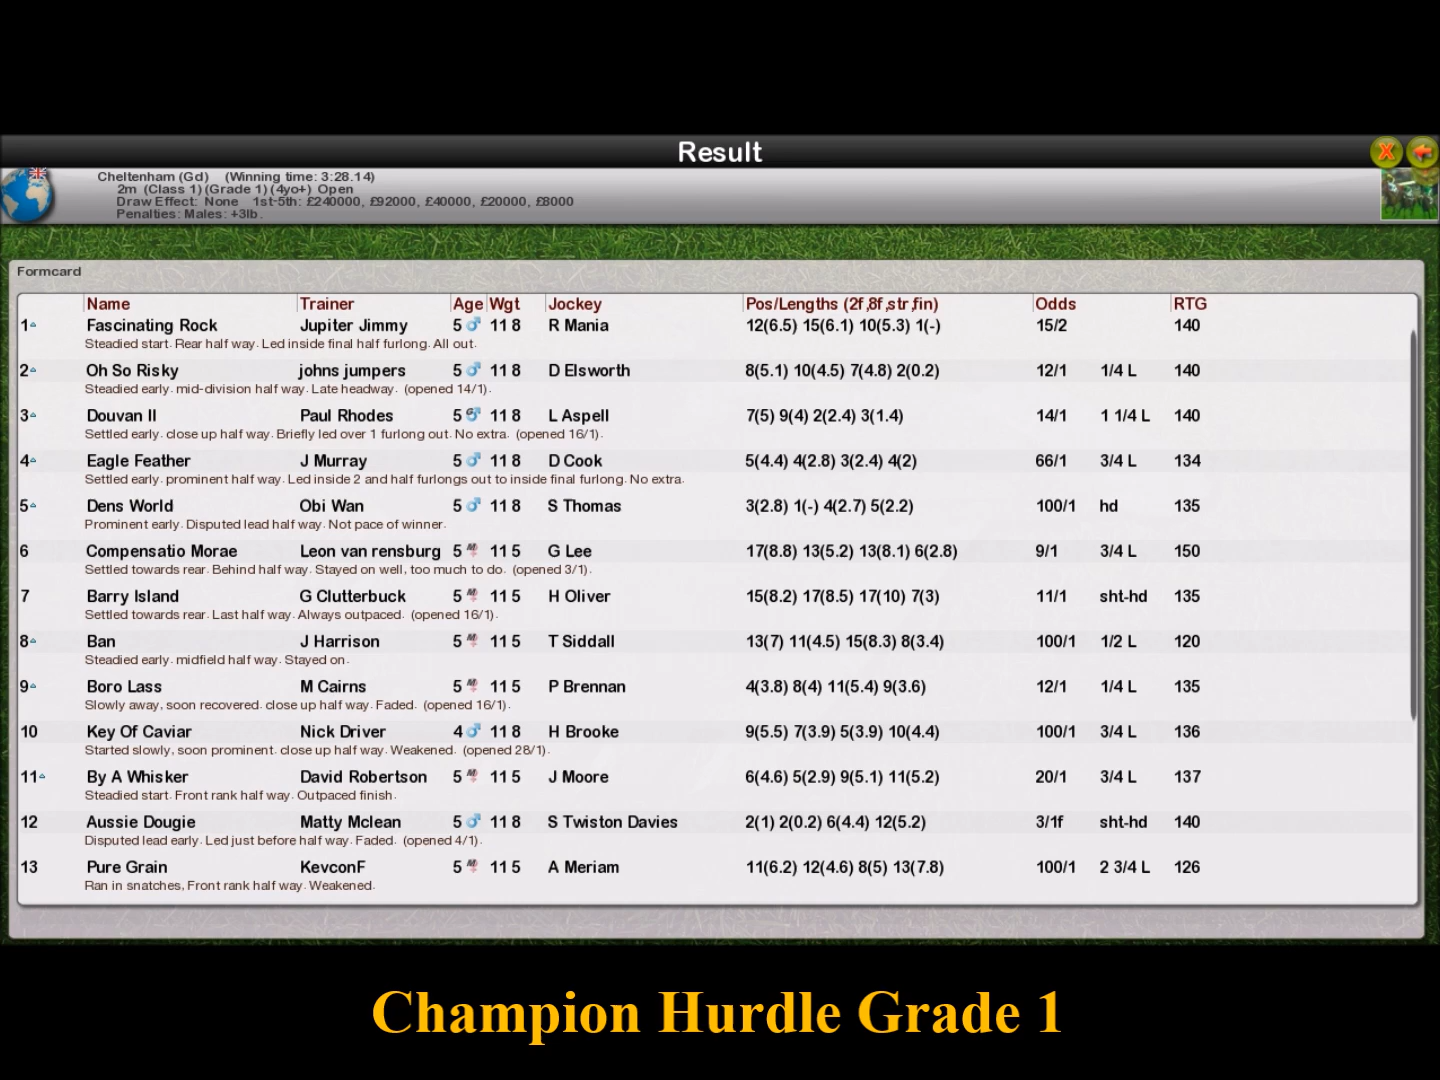 Result
Cheltenham (Gd) (Winning time: 3:28.14)
2m (Class 1) (Grade 1) (4yo+) Open
Draw Effect: None 1st-5th: £240000, £92000, £40000, £20000, £8000
Penalties: Males: +3lb.
Formcard
Name Trainer Age Wgt Jockey Pos/Lengths (2f,8f,str,fin) Odds RTG
1 Fascinating Rock Jupiter Jimmy 5 11 8 R Mania 12(6.5) 15(6.1) 10(5.3) 1(-) 15/2 140
Steadied start. Rear half way. Led inside final half furlong. All out.
2 Oh So Risky johns jumpers 5 11 8 D Elsworth 8(5.1) 10(4.5) 7(4.8) 2(0.2) 12/1 1/4 L 140
Steadied early. mid-division half way. Late headway. (opened 14/1).
3 Douvan II Paul Rhodes 5 11 8 L Aspell 7(5) 9(4) 2(2.4) 3(1.4) 14/1 1 1/4 L 140
Settled early. close up half way. Briefly led over 1 furlong out. No extra. (opened 16/1).
4 Eagle Feather J Murray 5 11 8 D Cook 5(4.4) 4(2.8) 3(2.4) 4(2) 66/1 3/4 L 134
Settled early. prominent half way. Led inside 2 and half furlongs out to inside final furlong. No extra.
5 Dens World Obi Wan 5 11 8 S Thomas 3(2.8) 1(-) 4(2.7) 5(2.2) 100/1 hd 135
Prominent early. Disputed lead half way. Not pace of winner.
6 Compensatio Morae Leon van rensburg 5 11 5 G Lee 17(8.8) 13(5.2) 13(8.1) 6(2.8) 9/1 3/4 L 150
Settled towards rear. Behind half way. Stayed on well, too much to do. (opened 3/1).
7 Barry Island G Clutterbuck 5 11 5 H Oliver 15(8.2) 17(8.5) 17(10) 7(3) 11/1 sht-hd 135
Settled towards rear. Last half way. Always outpaced. (opened 16/1).
8 Ban J Harrison 5 11 5 T Siddall 13(7) 11(4.5) 15(8.3) 8(3.4) 100/1 1/2 L 120
Steadied early. midfield half way. Stayed on.
9 Boro Lass M Cairns 5 11 5 P Brennan 4(3.8) 8(4) 11(5.4) 9(3.6) 12/1 1/4 L 135
Slowly away, soon recovered. close up half way. Faded. (opened 16/1).
10 Key Of Caviar Nick Driver 4 11 8 H Brooke 9(5.5) 7(3.9) 5(3.9) 10(4.4) 100/1 3/4 L 136
Started slowly, soon prominent. close up half way. Weakened. (opened 28/1).
11 By A Whisker David Robertson 5 11 5 J Moore 6(4.6) 5(2.9) 9(5.1) 11(5.2) 20/1 3/4 L 137
Steadied start. Front rank half way. Outpaced finish.
12 Aussie Dougie Matty Mclean 5 11 8 S Twiston Davies 2(1) 2(0.2) 6(4.4) 12(5.2) 3/1f sht-hd 140
Disputed lead early. Led just before half way. Faded. (opened 4/1).
13 Pure Grain KevconF 5 11 5 A Meriam 11(6.2) 12(4.6) 8(5) 13(7.8) 100/1 2 3/4 L 126
Ran in snatches, Front rank half way. Weakened.
Champion Hurdle Grade 1